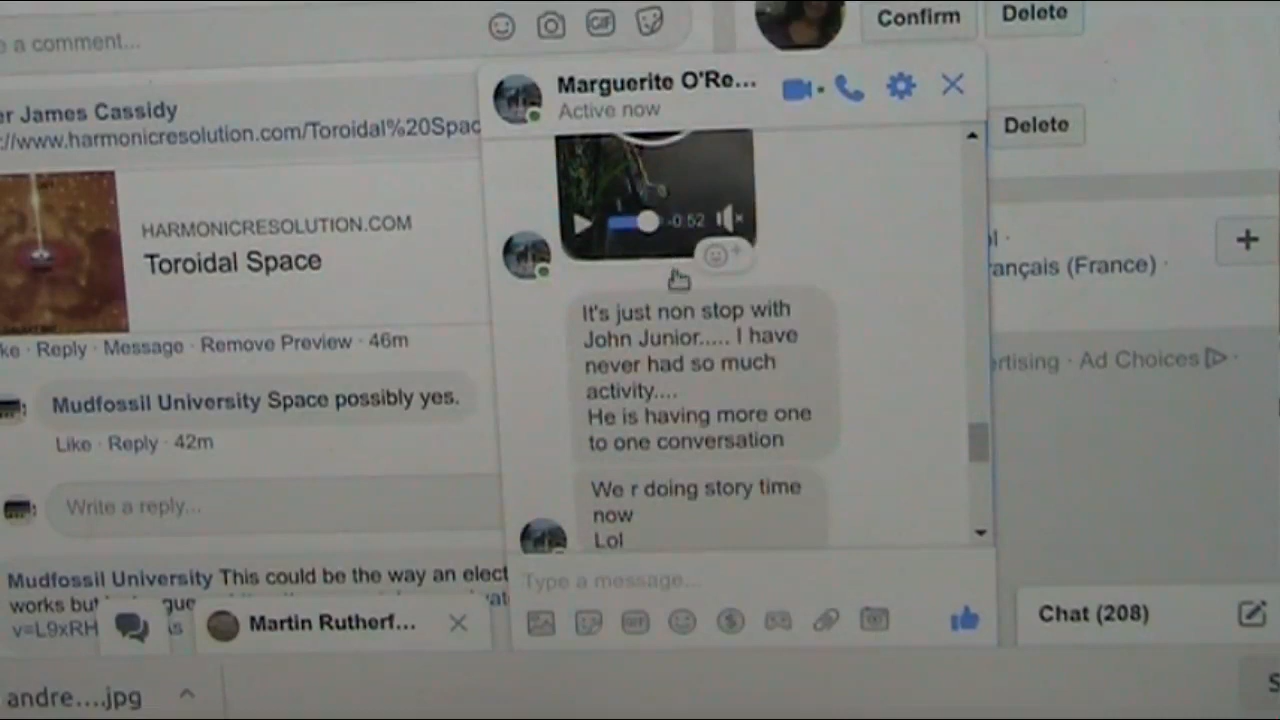 a comment...
GIF
Confirm
Delete
Marguerite O'Re...
Active now
er James Cassidy
://www.harmonicresolution.com/Toroidal%20Spac
Delete
HARMONICRESOLUTION.COM
Toroidal Space
-0:52
ke · Reply · Message · Remove Preview · 46m
Mudfossil University Space possibly yes.
Like · Reply · 42m
Write a reply...
Mudfossil University This could be the way an elect
works but
v=L9xRH
Martin Rutherf...
It's just non stop with
John Junior..... I have
never had so much
activity....
He is having more one
to one conversation
We r doing story time
now
Lol
Type a message...
GIF
ançais (France) ·
ertising · Ad Choices
Chat (208)
andre....jpg
S